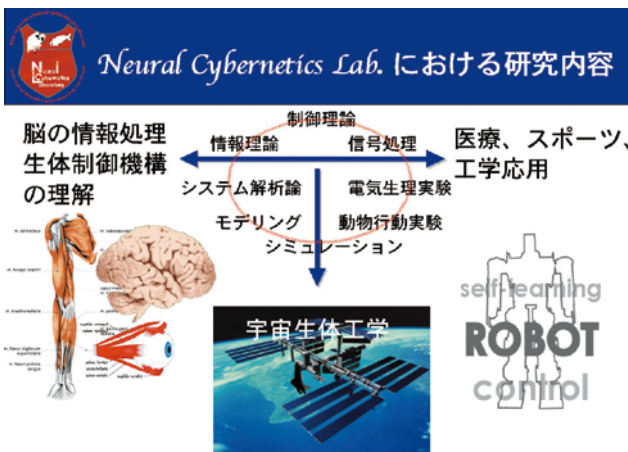 Neural Cybernetics Lab. における研究内容
Neural
Cybernetics
Laboratory
制御理論
情報理論
信号処理
脳の情報処理
生体制御機構
の理解
医療、スポーツ、
工学応用
システム解析論
電気生理実験
モデリング
動物行動実験
シミュレーション
宇宙生体工学
self-learning
ROBOT
control